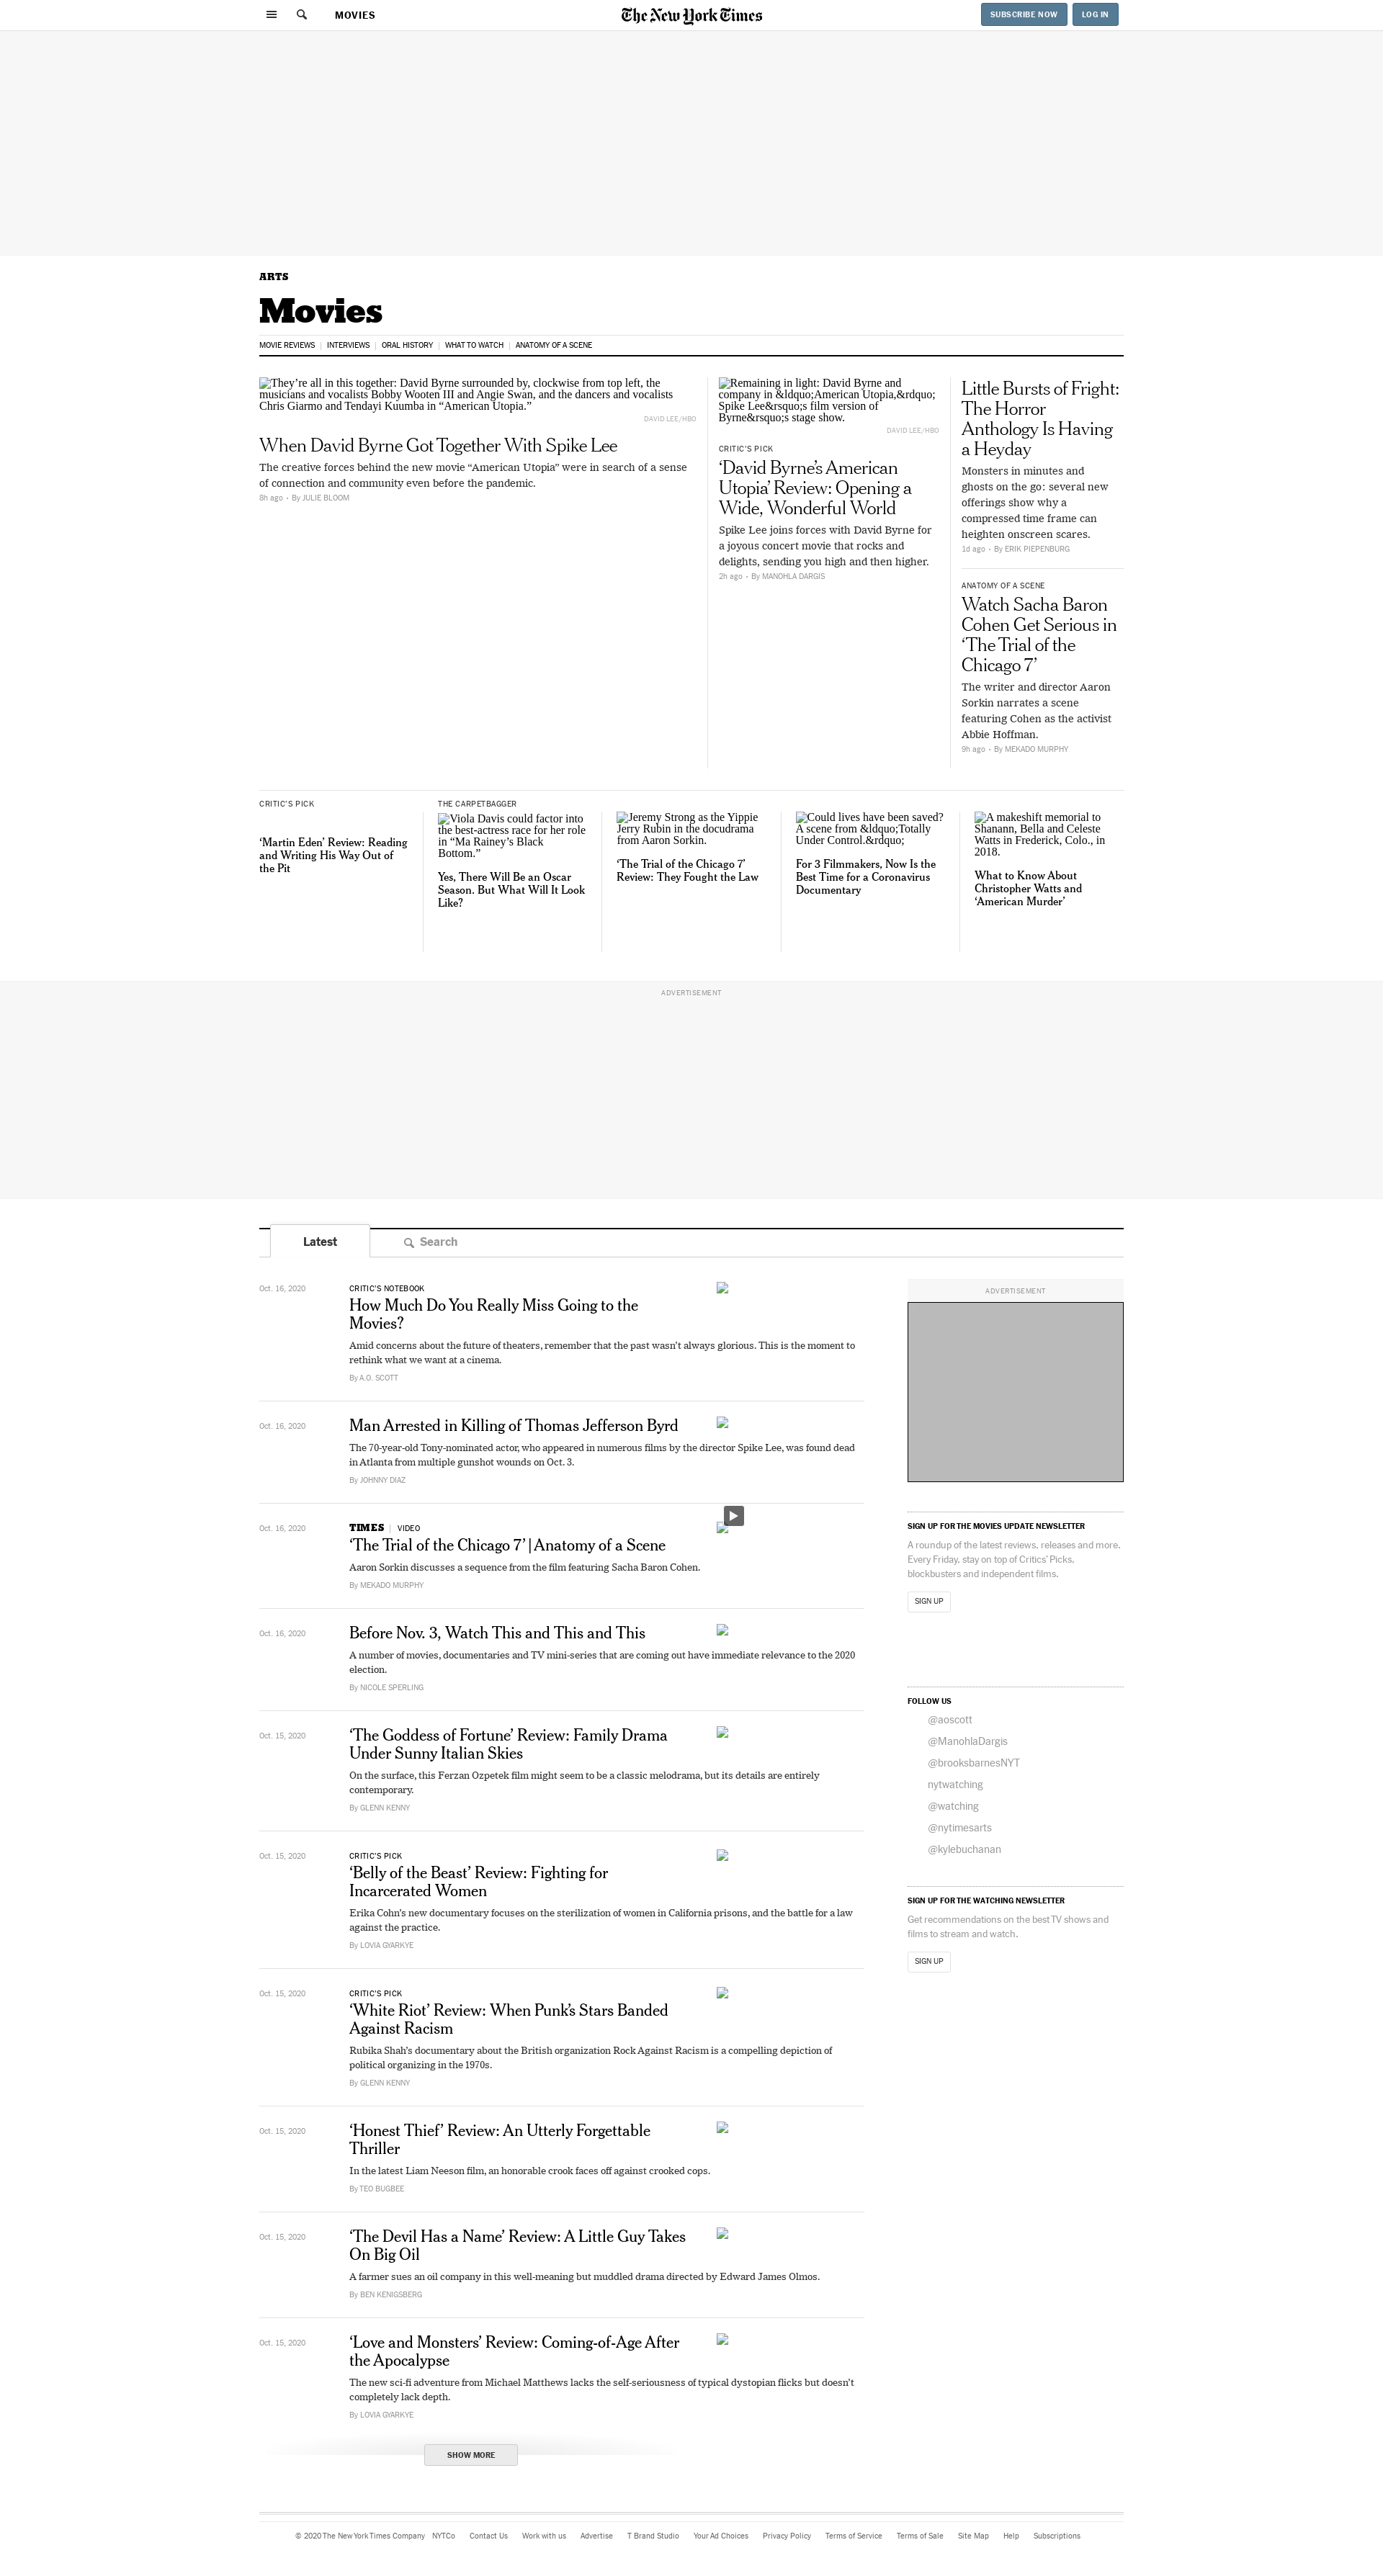 MOVIES
The New York Times
SUBSCRIBE NOW
LOG IN
ARTS
Movies
MOVIE REVIEWS | INTERVIEWS | ORAL HISTORY | WHAT TO WATCH | ANATOMY OF A SCENE
They’re all in this together: David Byrne surrounded by, clockwise from top left, the
musicians and vocalists Bobby Wooten III and Angie Swan, and the dancers and vocalists
Chris Giarmo and Tendayi Kuumba in “American Utopia.”
DAVID LEE/HBO
When David Byrne Got Together With Spike Lee
The creative forces behind the new movie “American Utopia” were in search of a sense
of connection and community even before the pandemic.
8h ago • By JULIE BLOOM
Remaining in light: David Byrne and
company in &ldquo;American Utopia,&rdquo;
Spike Lee&rsquo;s film version of
Byrne&rsquo;s stage show.
DAVID LEE/HBO
CRITIC’S PICK
‘David Byrne’s American
Utopia’ Review: Opening a
Wide, Wonderful World
Spike Lee joins forces with David Byrne for
a joyous concert movie that rocks and
delights, sending you high and then higher.
2h ago • By MANOHLA DARGIS
Little Bursts of Fright:
The Horror
Anthology Is Having
a Heyday
Monsters in minutes and
ghosts on the go: several new
offerings show why a
compressed time frame can
heighten onscreen scares.
1d ago • By ERIK PIEPENBURG
ANATOMY OF A SCENE
Watch Sacha Baron
Cohen Get Serious in
‘The Trial of the
Chicago 7’
The writer and director Aaron
Sorkin narrates a scene
featuring Cohen as the activist
Abbie Hoffman.
9h ago • By MEKADO MURPHY
CRITIC’S PICK
‘Martin Eden’ Review: Reading
and Writing His Way Out of
the Pit
THE CARPETBAGGER
Viola Davis could factor into
the best-actress race for her role
in “Ma Rainey’s Black
Bottom.”
Yes, There Will Be an Oscar
Season. But What Will It Look
Like?
Jeremy Strong as the Yippie
Jerry Rubin in the docudrama
from Aaron Sorkin.
‘The Trial of the Chicago 7’
Review: They Fought the Law
Could lives have been saved?
A scene from &ldquo;Totally
Under Control.&rdquo;
For 3 Filmmakers, Now Is the
Best Time for a Coronavirus
Documentary
A makeshift memorial to
Shanann, Bella and Celeste
Watts in Frederick, Colo., in
2018.
What to Know About
Christopher Watts and
‘American Murder’
ADVERTISEMENT
Latest
Search
Oct. 16, 2020
CRITIC’S NOTEBOOK
How Much Do You Really Miss Going to the
Movies?
Amid concerns about the future of theaters, remember that the past wasn’t always glorious. This is the moment to
rethink what we want at a cinema.
By A.O. SCOTT
Oct. 16, 2020
Man Arrested in Killing of Thomas Jefferson Byrd
The 70-year-old Tony-nominated actor, who appeared in numerous films by the director Spike Lee, was found dead
in Atlanta from multiple gunshot wounds on Oct. 3.
By JOHNNY DIAZ
Oct. 16, 2020
TIMES | VIDEO
‘The Trial of the Chicago 7’ | Anatomy of a Scene
Aaron Sorkin discusses a sequence from the film featuring Sacha Baron Cohen.
By MEKADO MURPHY
Oct. 16, 2020
Before Nov. 3, Watch This and This and This
A number of movies, documentaries and TV mini-series that are coming out have immediate relevance to the 2020
election.
By NICOLE SPERLING
Oct. 15, 2020
‘The Goddess of Fortune’ Review: Family Drama
Under Sunny Italian Skies
On the surface, this Ferzan Ozpetek film might seem to be a classic melodrama, but its details are entirely
contemporary.
By GLENN KENNY
Oct. 15, 2020
CRITIC’S PICK
‘Belly of the Beast’ Review: Fighting for
Incarcerated Women
Erika Cohn’s new documentary focuses on the sterilization of women in California prisons, and the battle for a law
against the practice.
By LOVIA GYARKYE
Oct. 15, 2020
CRITIC’S PICK
‘White Riot’ Review: When Punk’s Stars Banded
Against Racism
Rubika Shah’s documentary about the British organization Rock Against Racism is a compelling depiction of
political organizing in the 1970s.
By GLENN KENNY
Oct. 15, 2020
‘Honest Thief’ Review: An Utterly Forgettable
Thriller
In the latest Liam Neeson film, an honorable crook faces off against crooked cops.
By TEO BUGBEE
Oct. 15, 2020
‘The Devil Has a Name’ Review: A Little Guy Takes
On Big Oil
A farmer sues an oil company in this well-meaning but muddled drama directed by Edward James Olmos.
By BEN KENIGSBERG
Oct. 15, 2020
‘Love and Monsters’ Review: Coming-of-Age After
the Apocalypse
The new sci-fi adventure from Michael Matthews lacks the self-seriousness of typical dystopian flicks but doesn’t
completely lack depth.
By LOVIA GYARKYE
SHOW MORE
ADVERTISEMENT
SIGN UP FOR THE MOVIES UPDATE NEWSLETTER
A roundup of the latest reviews, releases and more.
Every Friday, stay on top of Critics’ Picks,
blockbusters and independent films.
SIGN UP
FOLLOW US
@aoscott
@ManohlaDargis
@brooksbarnesNYT
nytwatching
@watching
@nytimesarts
@kylebuchanan
SIGN UP FOR THE WATCHING NEWSLETTER
Get recommendations on the best TV shows and
films to stream and watch.
SIGN UP
© 2020 The New York Times Company NYTCo Contact Us Work with us Advertise T Brand Studio Your Ad Choices Privacy Policy Terms of Service Terms of Sale Site Map Help Subscriptions